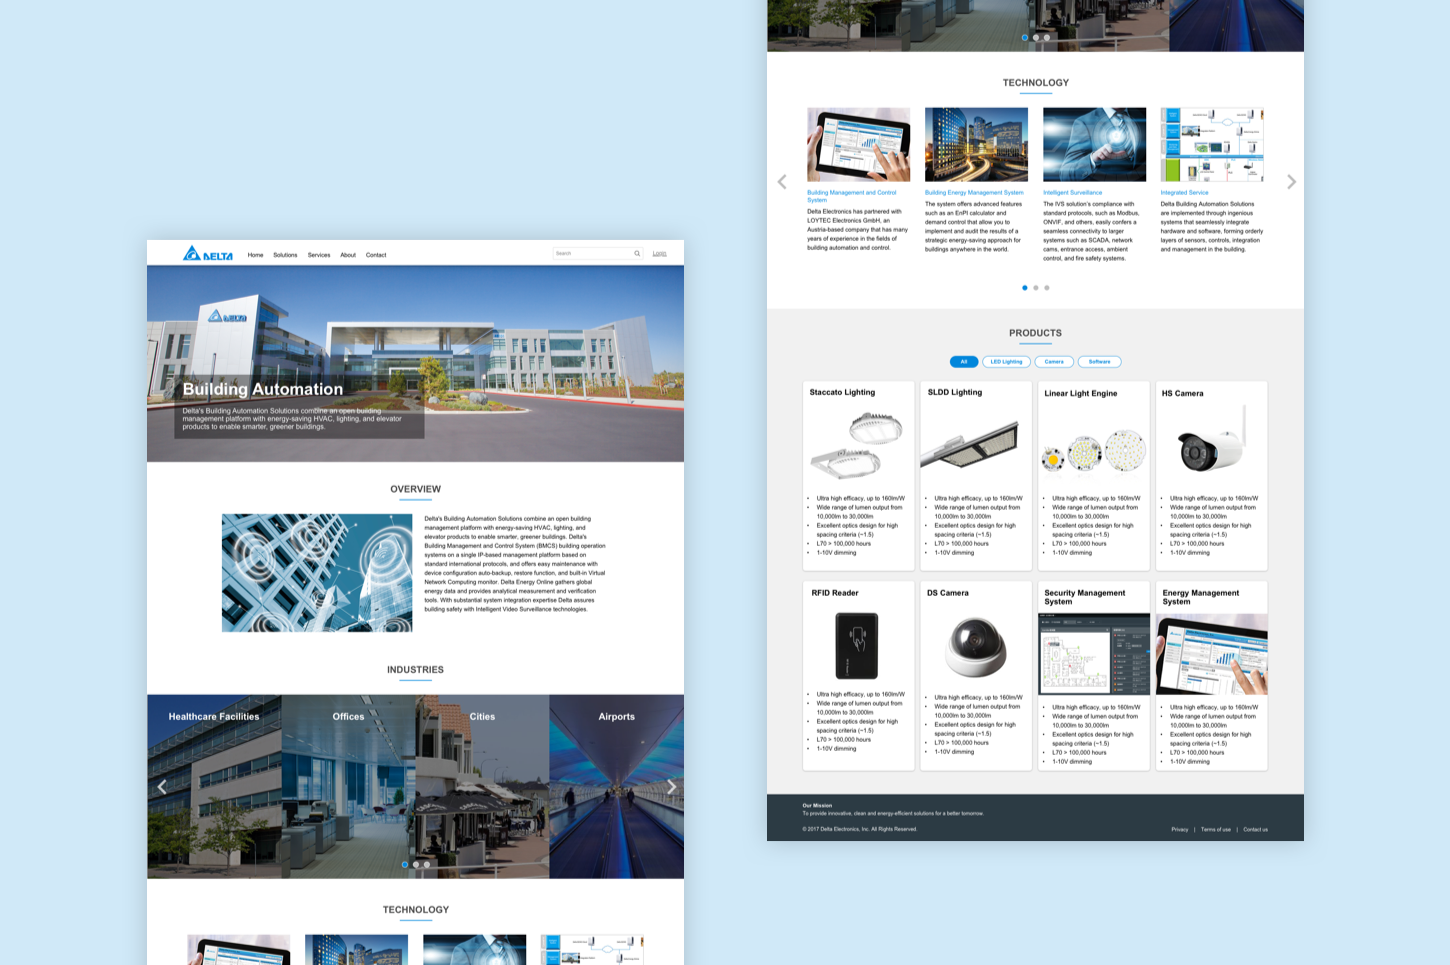 DELTA
Home
Solutions
Services
About
Contact
Search
Login
DELTA
Building Automation
Delta's Building Automation Solutions combine an open building
management platform with energy-saving HVAC, lighting, and elevator
products to enable smarter, greener buildings.
OVERVIEW
Delta's Building Automation Solutions combine an open building
management platform with energy-saving HVAC, lighting, and
elevator products to enable smarter, greener buildings. Delta's
Building Management and Control System (BMCS) building operation
systems on a single IP-based management platform based on
standard international protocols, and offers easy maintenance with
device configuration auto-backup, restore function, and built-in Virtual
Network Computing monitor. Delta Energy Online gathers global
energy data and provides analytical measurement and verification
tools. With substantial system integration expertise Delta assures
building safety with Intelligent Video Surveillance technologies.
INDUSTRIES
Healthcare Facilities
Offices
Cities
Airports
TECHNOLOGY
TECHNOLOGY
Building Management and Control
System
Delta Electronics has partnered with
LOYTEC Electronics GmbH, an
Austria-based company that has many
years of experience in the fields of
building automation and control.
Building Energy Management System
The system offers advanced features
such as an EnPI calculator and
demand control that allow you to
implement and audit the results of a
strategic energy-saving approach for
buildings anywhere in the world.
Intelligent Surveillance
The IVS solution's compliance with
standard protocols, such as Modbus,
ONVIF, and others, easily confers a
seamless connectivity to larger
systems such as SCADA, network
cams, entrance access, ambient
control, and fire safety systems.
Integrated Service
Delta Building Automation Solutions
are implemented through ingenious
systems that seamlessly integrate
hardware and software, forming orderly
layers of sensors, controls, integration
and management in the building.
PRODUCTS
All
LED Lighting
Camera
Software
Staccato Lighting
• Ultra high efficacy, up to 160lm/W
• Wide range of lumen output from
10,000lm to 30,000lm
• Excellent optics design for high
spacing criteria (~1.5)
• L70 > 100,000 hours
• 1-10V dimming
SLDD Lighting
• Ultra high efficacy, up to 160lm/W
• Wide range of lumen output from
10,000lm to 30,000lm
• Excellent optics design for high
spacing criteria (~1.5)
• L70 > 100,000 hours
• 1-10V dimming
Linear Light Engine
• Ultra high efficacy, up to 160lm/W
• Wide range of lumen output from
10,000lm to 30,000lm
• Excellent optics design for high
spacing criteria (~1.5)
• L70 > 100,000 hours
• 1-10V dimming
HS Camera
• Ultra high efficacy, up to 160lm/W
• Wide range of lumen output from
10,000lm to 30,000lm
• Excellent optics design for high
spacing criteria (~1.5)
• L70 > 100,000 hours
• 1-10V dimming
RFID Reader
• Ultra high efficacy, up to 160lm/W
• Wide range of lumen output from
10,000lm to 30,000lm
• Excellent optics design for high
spacing criteria (~1.5)
• L70 > 100,000 hours
• 1-10V dimming
DS Camera
• Ultra high efficacy, up to 160lm/W
• Wide range of lumen output from
10,000lm to 30,000lm
• Excellent optics design for high
spacing criteria (~1.5)
• L70 > 100,000 hours
• 1-10V dimming
Security Management
System
• Ultra high efficacy, up to 160lm/W
• Wide range of lumen output from
10,000lm to 30,000lm
• Excellent optics design for high
spacing criteria (~1.5)
• L70 > 100,000 hours
• 1-10V dimming
Energy Management
System
• Ultra high efficacy, up to 160lm/W
• Wide range of lumen output from
10,000lm to 30,000lm
• Excellent optics design for high
spacing criteria (~1.5)
• L70 > 100,000 hours
• 1-10V dimming
Our Mission
To provide innovative, clean and energy-efficient solutions for a better tomorrow.
© 2017 Delta Electronics, Inc. All Rights Reserved.
Privacy | Terms of use | Contact us